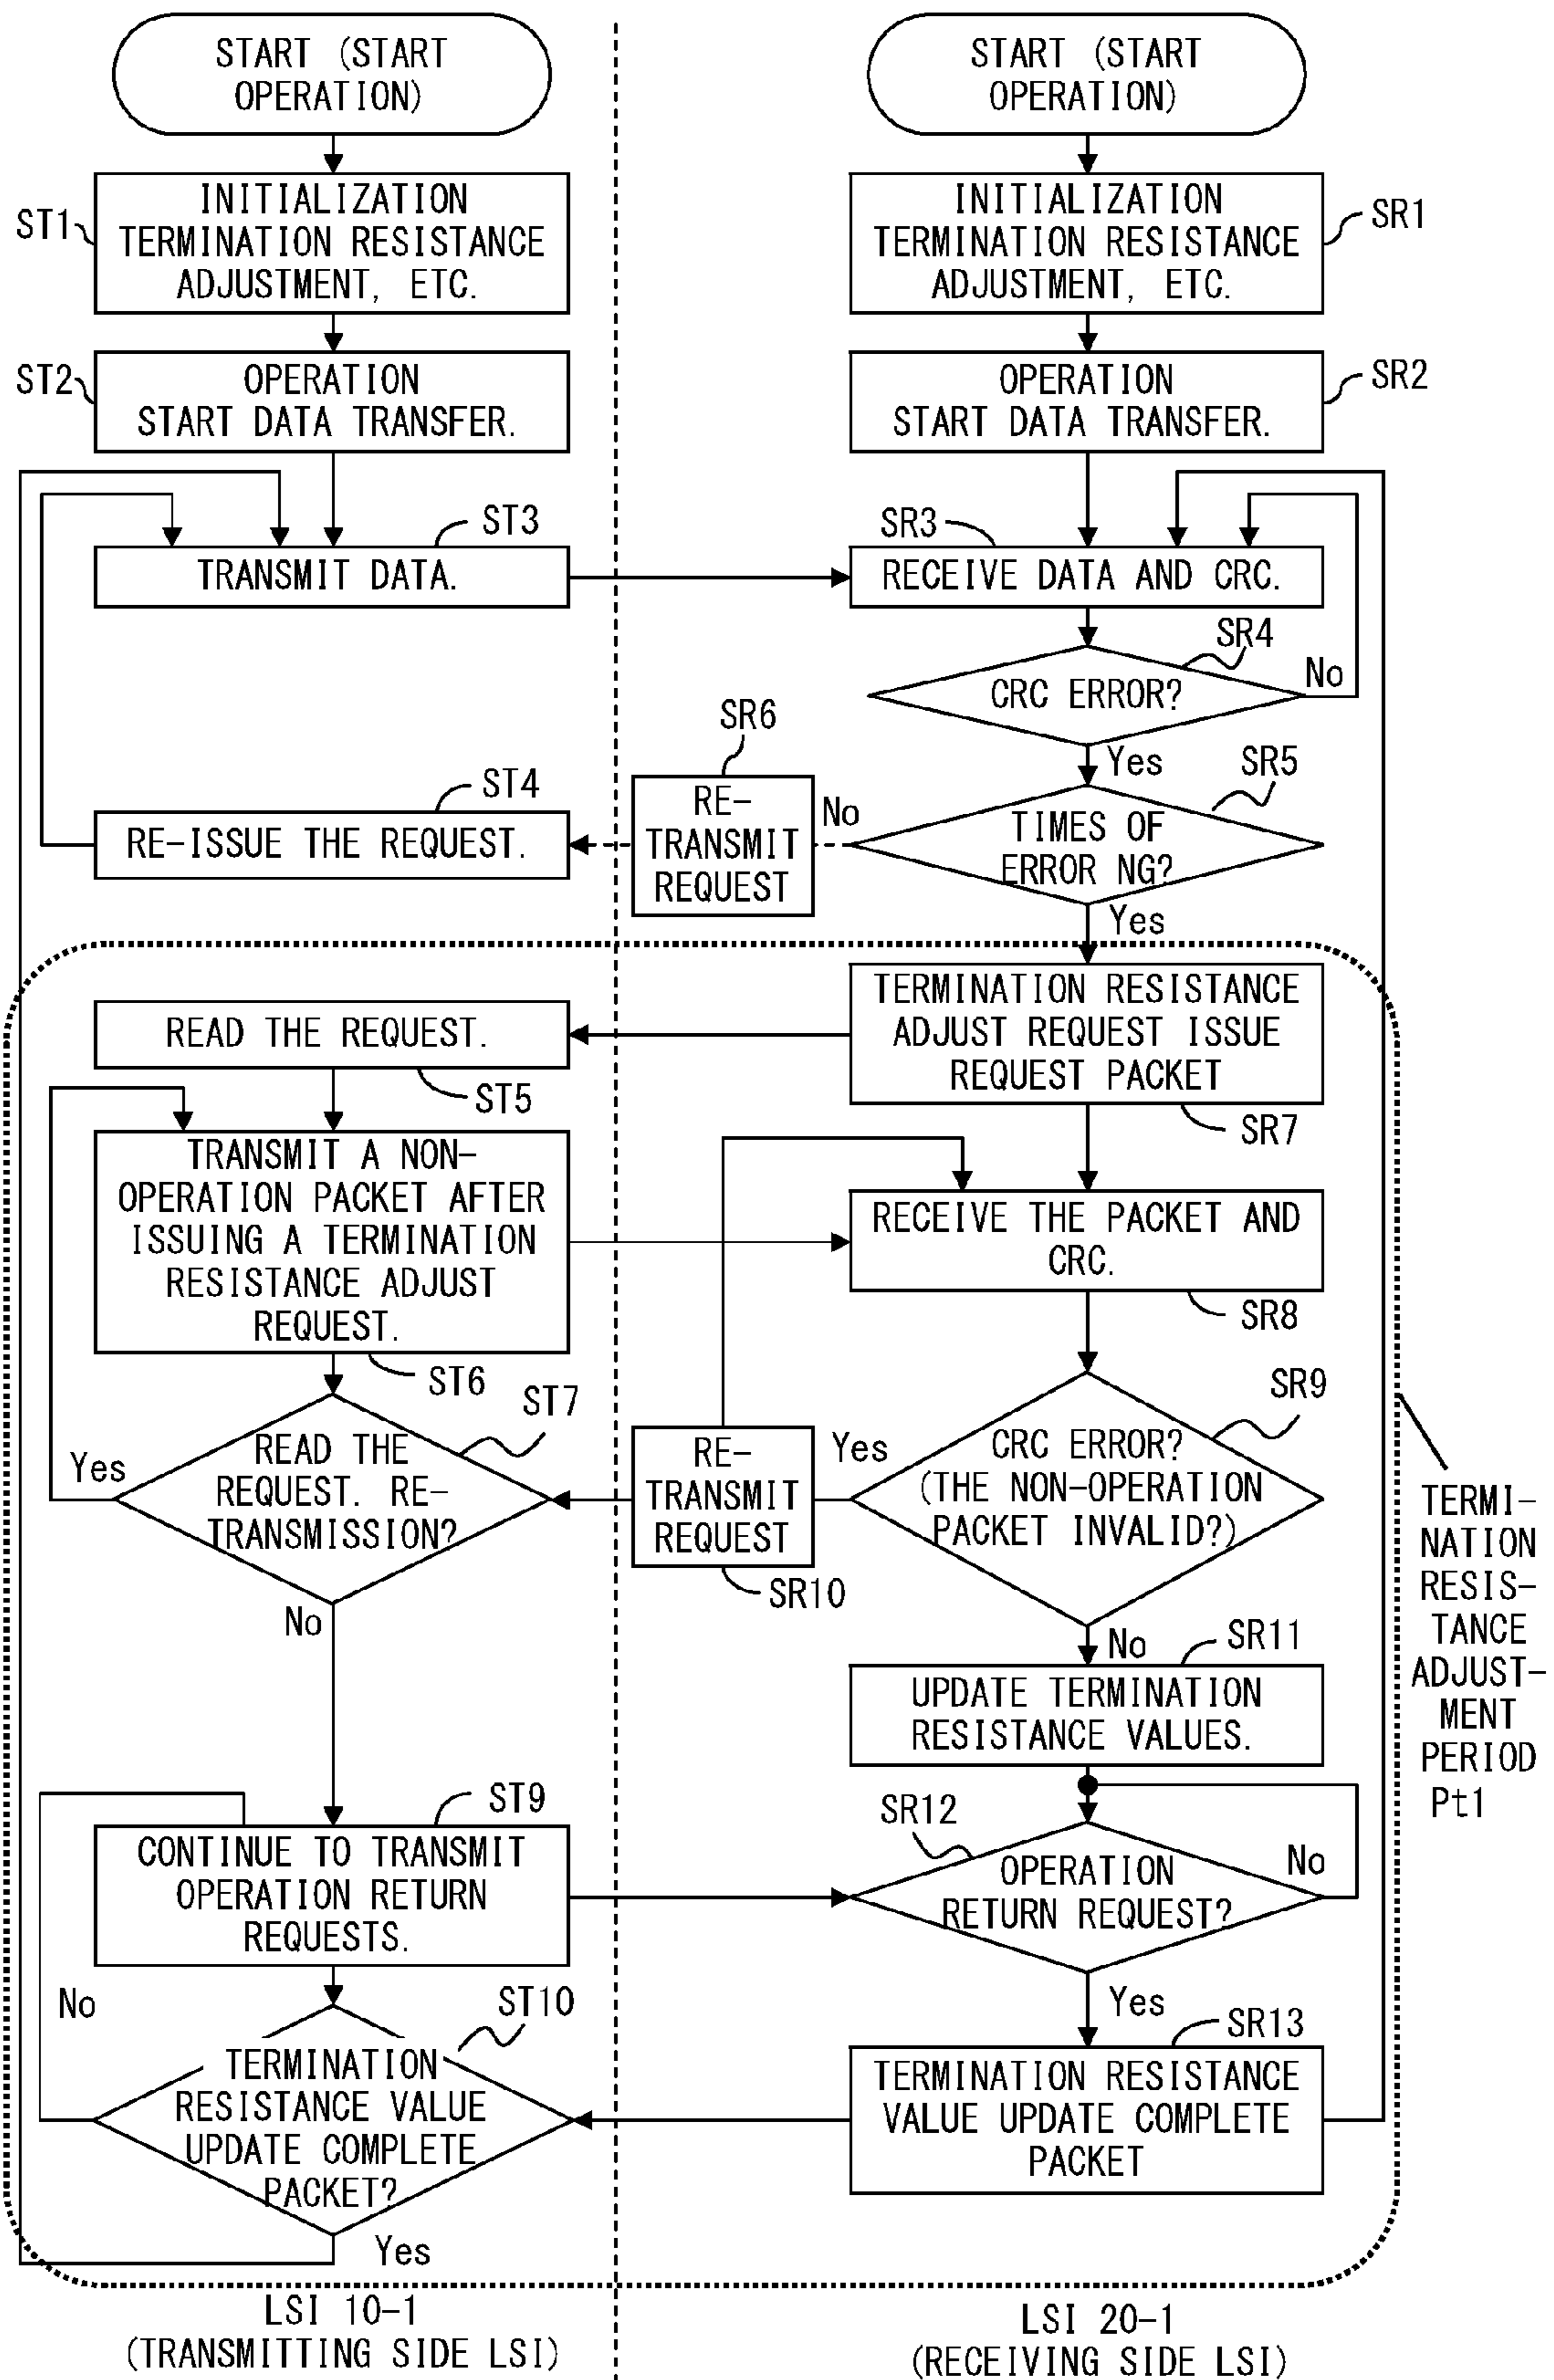 START (START
OPERATION)
START (START
OPERATION)
ST1
INITIALIZATION
TERMINATION RESISTANCE
ADJUSTMENT, ETC.
INITIALIZATION
TERMINATION RESISTANCE
ADJUSTMENT, ETC.
SR1
ST2
OPERATION
START DATA TRANSFER.
OPERATION
START DATA TRANSFER.
SR2
ST3
TRANSMIT DATA.
SR3
RECEIVE DATA AND CRC.
SR4
CRC ERROR?
No
Yes
SR5
TIMES OF
ERROR NG?
No
Yes
SR6
RE-
TRANSMIT
REQUEST
ST4
RE-ISSUE THE REQUEST.
TERMINATION RESISTANCE
ADJUST REQUEST ISSUE
REQUEST PACKET
SR7
READ THE REQUEST.
ST5
TRANSMIT A NON-
OPERATION PACKET AFTER
ISSUING A TERMINATION
RESISTANCE ADJUST
REQUEST.
ST6
RECEIVE THE PACKET AND
CRC.
SR8
ST7
READ THE
REQUEST. RE-
TRANSMISSION?
Yes
No
RE-
TRANSMIT
REQUEST
SR10
Yes
SR9
CRC ERROR?
(THE NON-OPERATION
PACKET INVALID?)
No
SR11
UPDATE TERMINATION
RESISTANCE VALUES.
TERMI-
NATION
RESIS-
TANCE
ADJUST-
MENT
PERIOD
Pt1
ST9
CONTINUE TO TRANSMIT
OPERATION RETURN
REQUESTS.
SR12
OPERATION
RETURN REQUEST?
No
Yes
No
ST10
TERMINATION
RESISTANCE VALUE
UPDATE COMPLETE
PACKET?
Yes
SR13
TERMINATION RESISTANCE
VALUE UPDATE COMPLETE
PACKET
LSI 10-1
(TRANSMITTING SIDE LSI)
LSI 20-1
(RECEIVING SIDE LSI)